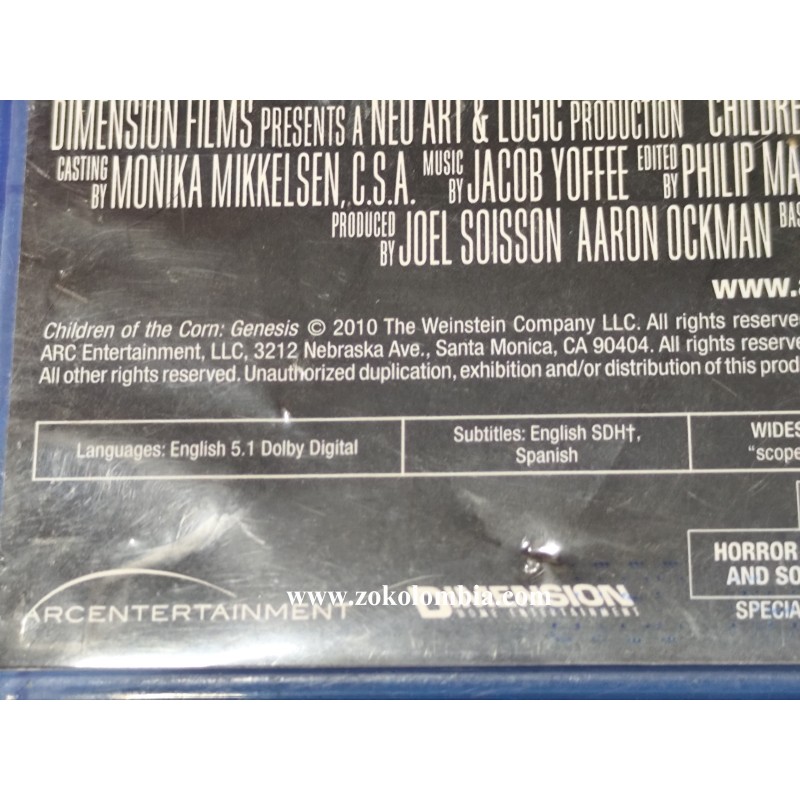 DIMENSION FILMS PRESENTS A NEO ART & LOGIC PRODUCTION
CASTING BY MONIKA MIKKELSEN, C.S.A. MUSIC BY JACOB YOFFEE EDITED BY PHILIP
PRODUCED BY JOEL SOISSON AARON OCKMAN
www.
Children of the Corn: Genesis © 2010 The Weinstein Company LLC. All rights
ARC Entertainment, LLC, 3212 Nebraska Ave., Santa Monica, CA 90404. All rights
All other rights reserved. Unauthorized duplication, exhibition and/or distribution of this
Languages: English 5.1 Dolby Digital
Subtitles: English SDH†,
Spanish
"scope
HORROR
AND
ARCENTERTAINMENT
DIMENSION
HOME ENTERTAINMENT
www.zokolombia.com